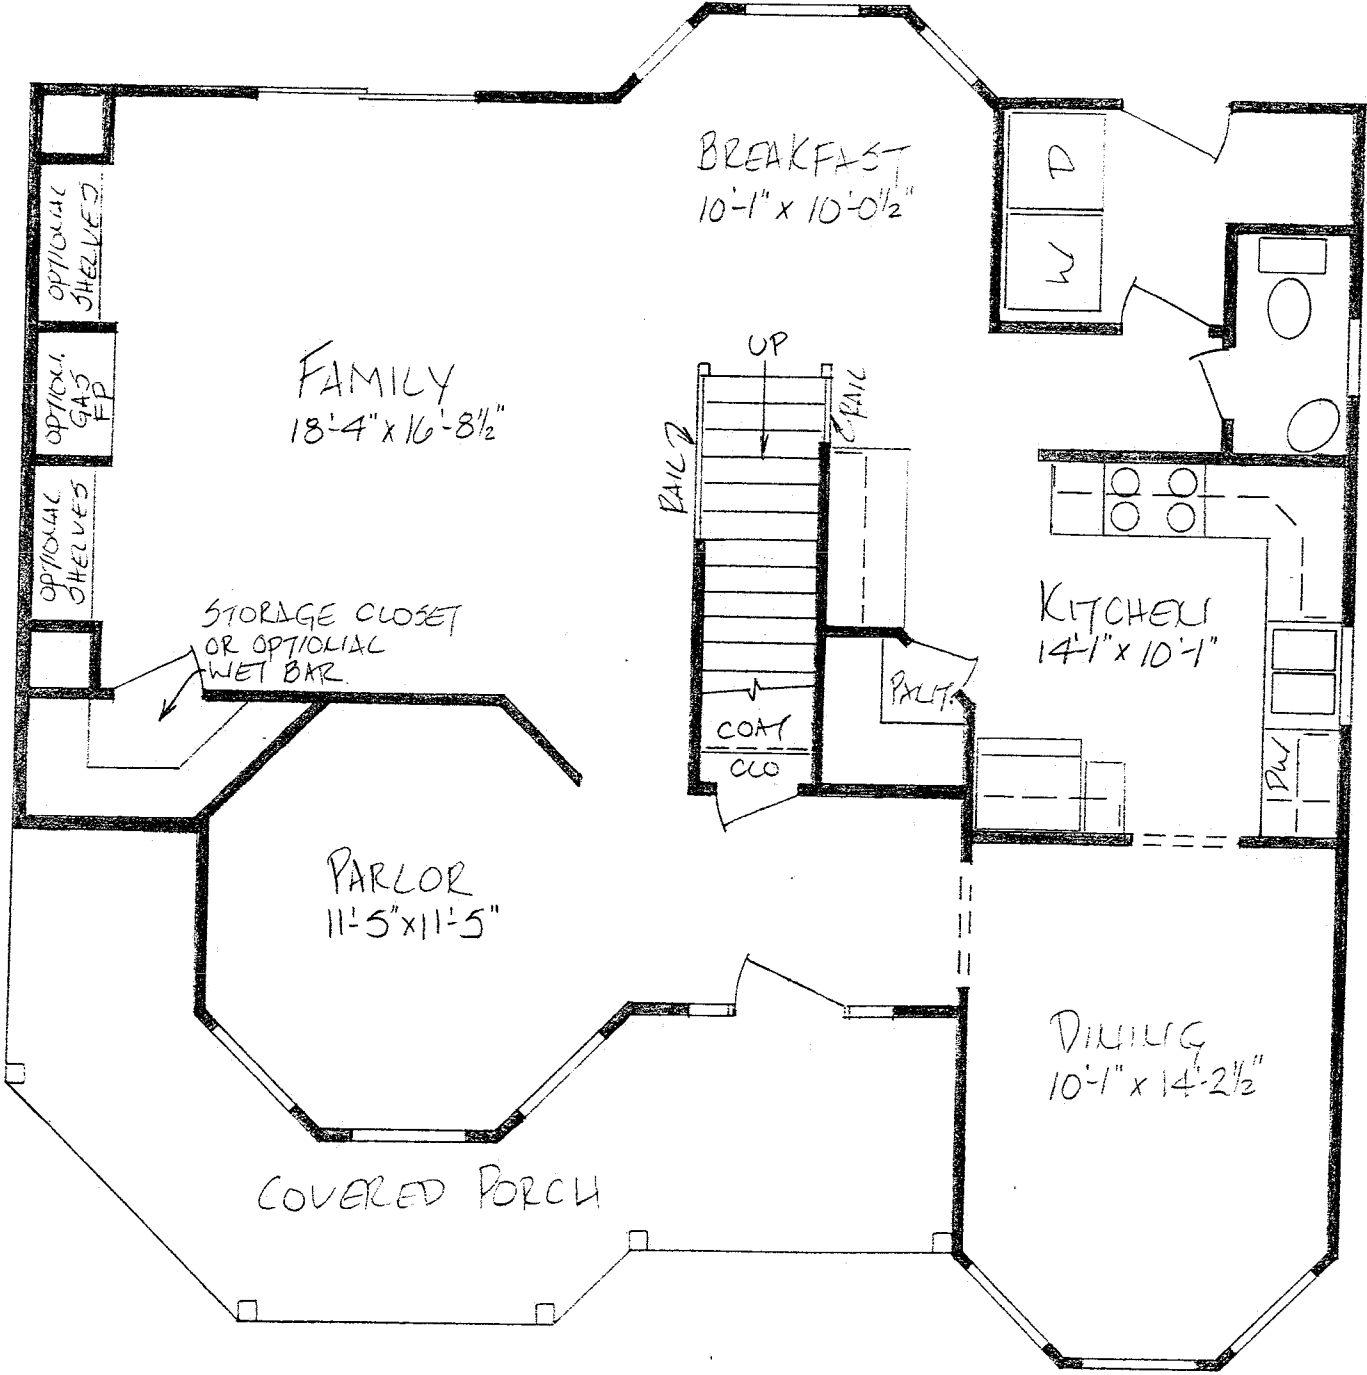 BREAKFAST
10'-1" x 10'-0½"
D
W
OPTIONAL
SHELVES
UP
RAIL
RAIL
FAMILY
18'-4" x 16'-8½"
OPTIONAL
GAS
FP
OPTIONAL
SHELVES
STORAGE CLOSET
OR OPTIONAL
WET BAR.
KITCHEN
14'-1" x 10'-1"
PANT.
COAT
CLO
DW
PARLOR
11'-5" x 11'-5"
DINING
10'-1" x 14'-2½"
COVERED PORCH